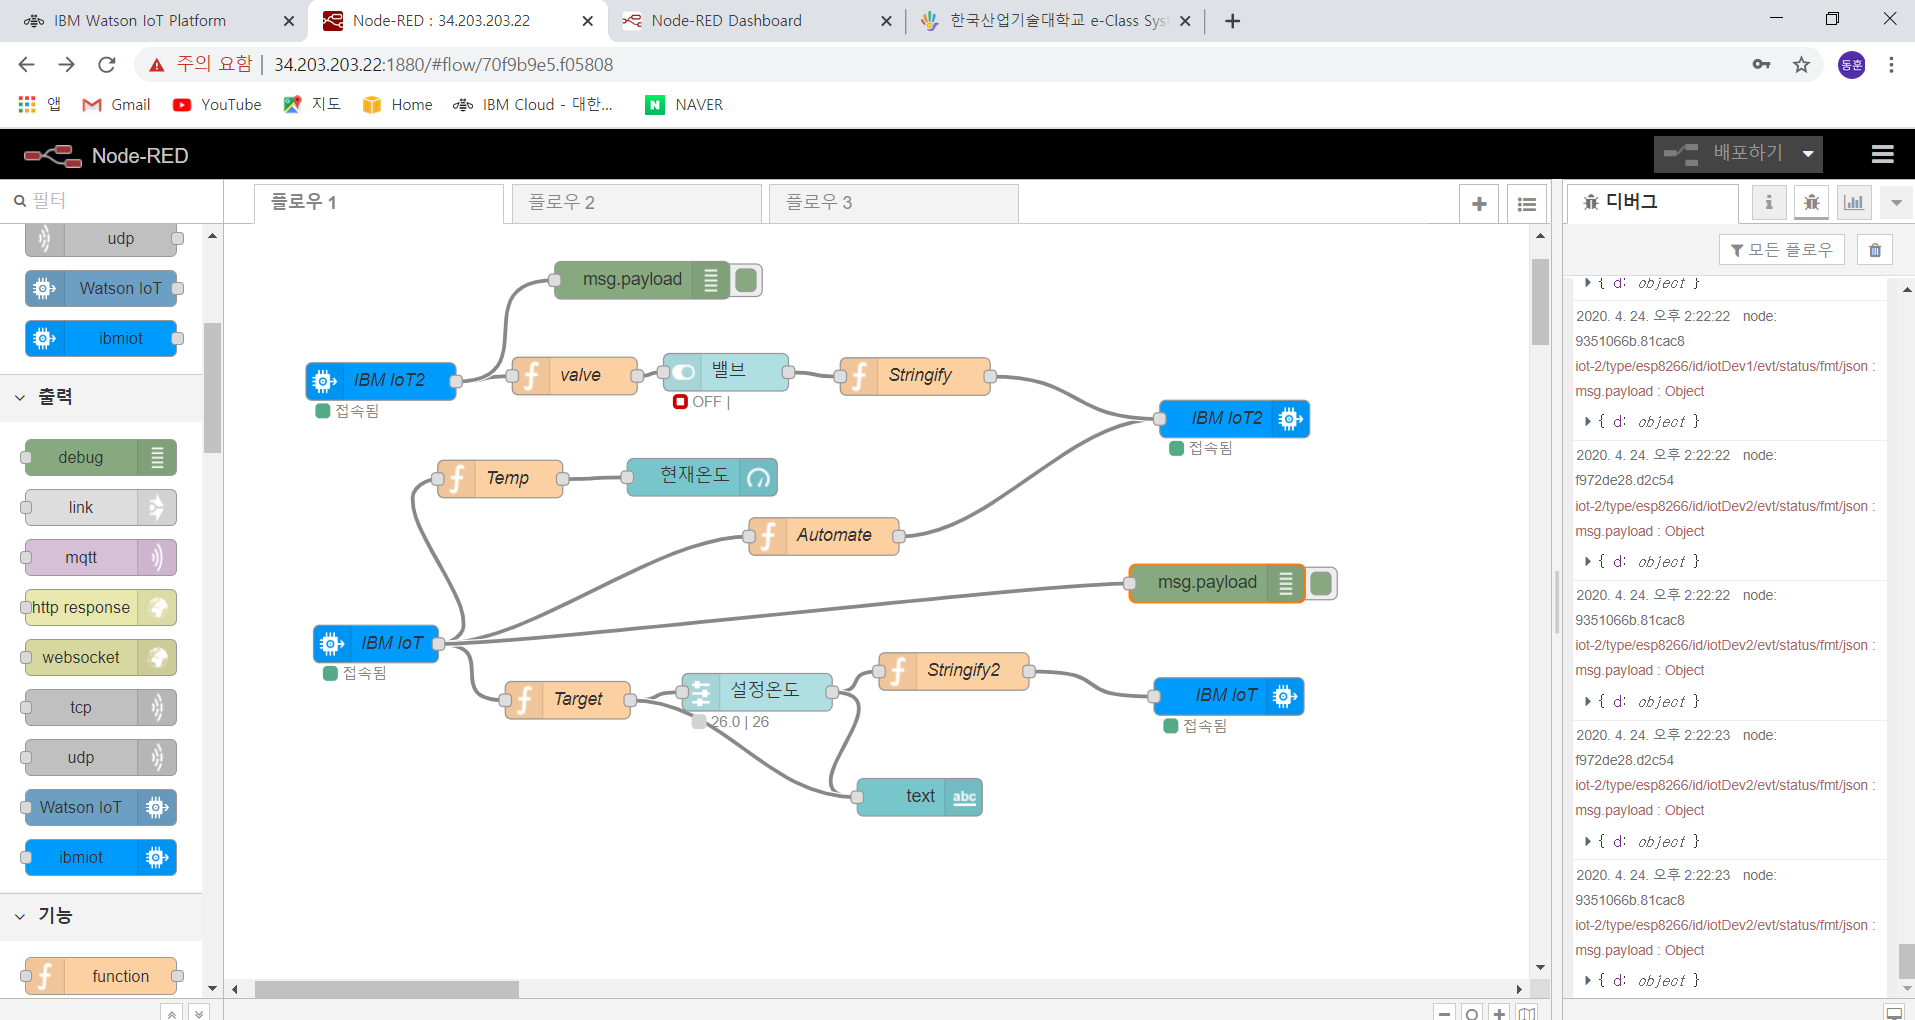 IBM Watson IoT Platform
Node-RED : 34.203.203.22
Node-RED Dashboard
한국산업기술대학교 e-Class Sys
주의 요함
34.203.203.22:1880/#flow/70f9b9e5.f05808
동훈
앱
Gmail
YouTube
지도
Home
IBM Cloud - 대한...
N
NAVER
Node-RED
배포하기
필터
플로우 1
플로우 2
플로우 3
디버그
i
모든 플로우
udp
Watson IoT
ibmiot
출력
debug
link
mqtt
http response
websocket
tcp
udp
Watson IoT
ibmiot
기능
f
function
msg.payload
IBM IoT2
접속됨
f
valve
밸브
OFF |
f
Stringify
IBM IoT2
접속됨
f
Temp
현재온도
f
Automate
msg.payload
IBM IoT
접속됨
f
Target
설정온도
26.0 | 26
f
Stringify2
IBM IoT
접속됨
text
abc
{ d: object }
2020. 4. 24. 오후 2:22:22 node:
9351066b.81cac8
iot-2/type/esp8266/id/iotDev1/evt/status/fmt/json :
msg.payload : Object
{ d: object }
2020. 4. 24. 오후 2:22:22 node:
f972de28.d2c54
iot-2/type/esp8266/id/iotDev2/evt/status/fmt/json :
msg.payload : Object
{ d: object }
2020. 4. 24. 오후 2:22:22 node:
9351066b.81cac8
iot-2/type/esp8266/id/iotDev2/evt/status/fmt/json :
msg.payload : Object
{ d: object }
2020. 4. 24. 오후 2:22:23 node:
f972de28.d2c54
iot-2/type/esp8266/id/iotDev2/evt/status/fmt/json :
msg.payload : Object
{ d: object }
2020. 4. 24. 오후 2:22:23 node:
9351066b.81cac8
iot-2/type/esp8266/id/iotDev2/evt/status/fmt/json :
msg.payload : Object
{ d: object }